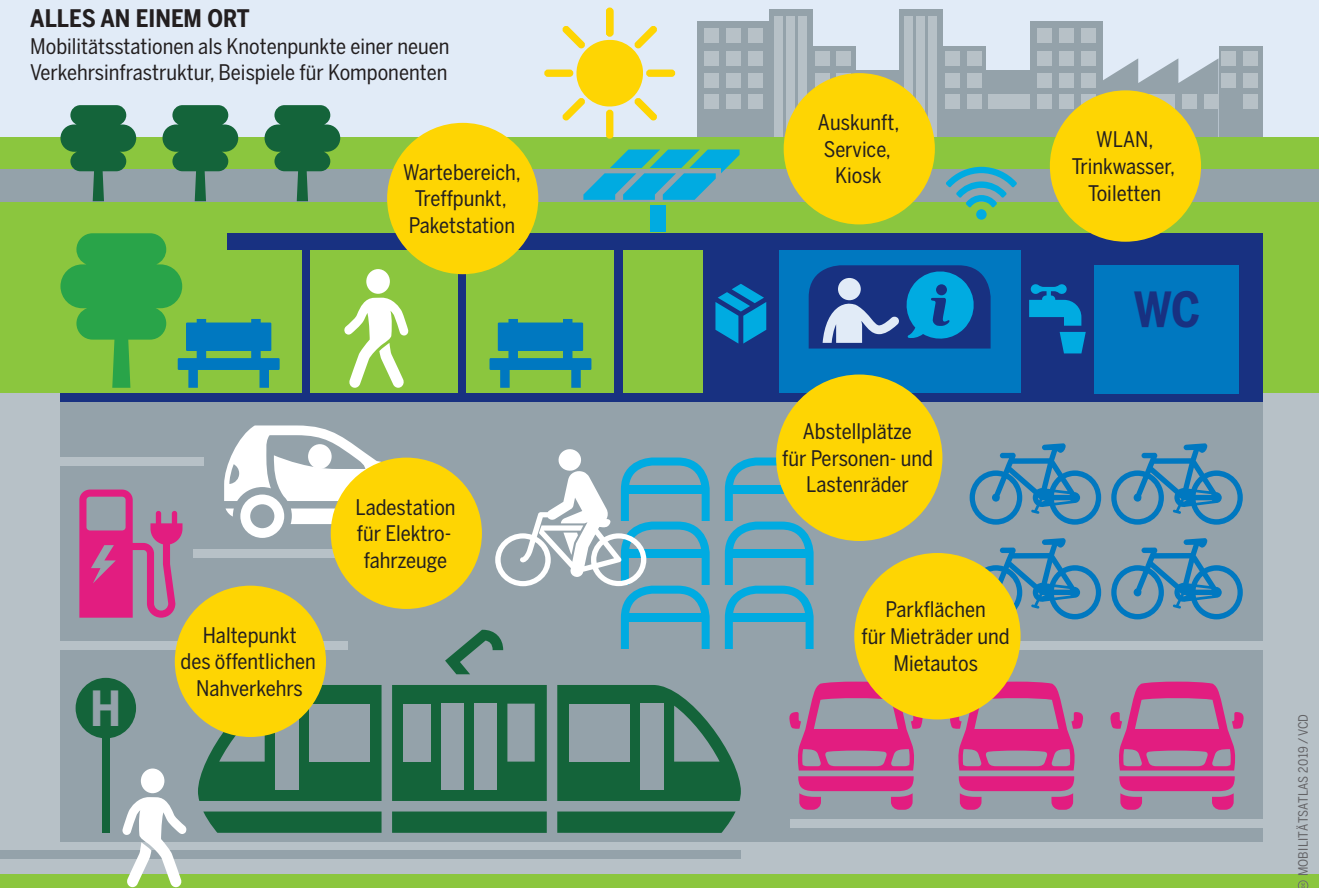 ALLES AN EINEM ORT
Mobilitätsstationen als Knotenpunkte einer neuen
Verkehrsinfrastruktur, Beispiele für Komponenten
Wartebereich,
Treffpunkt,
Paketstation
Auskunft,
Service,
Kiosk
WLAN,
Trinkwasser,
Toiletten
i
WC
Abstellplätze
für Personen- und
Lastenräder
Ladestation
für Elektro-
fahrzeuge
Haltepunkt
des öffentlichen
Nahverkehrs
Parkflächen
für Mieträder und
Mietautos
H
© MOBILITÄTSATLAS 2019 / VCD